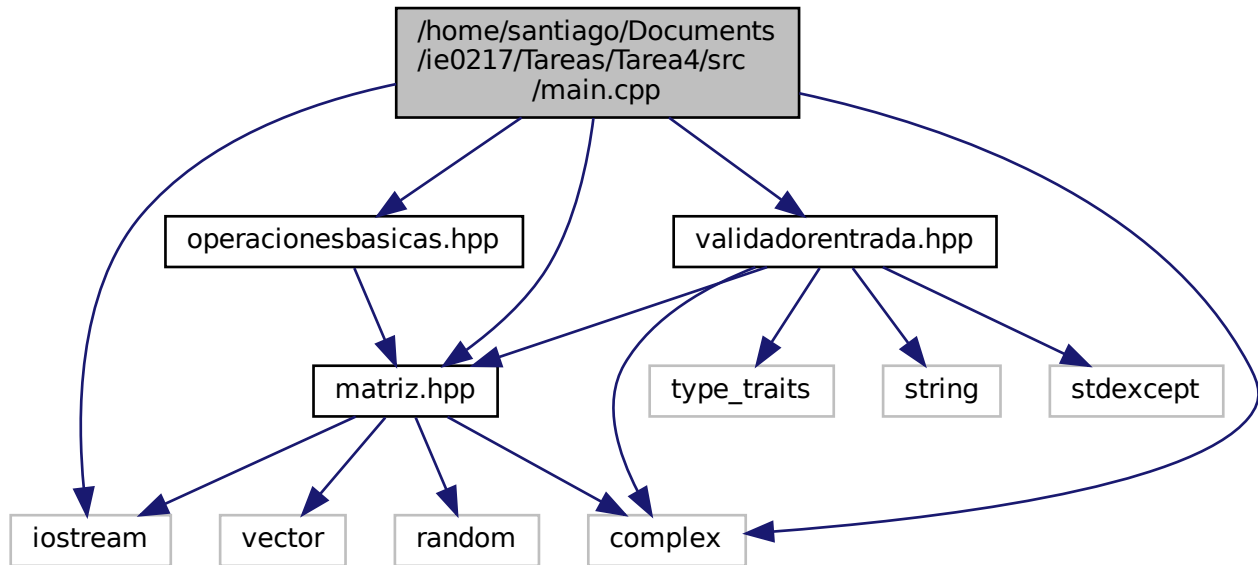 /home/santiago/Documents
/ie0217/Tareas/Tarea4/src
/main.cpp
operacionesbasicas.hpp
validadorentrada.hpp
matriz.hpp
type_traits
string
stdexcept
iostream
vector
random
complex